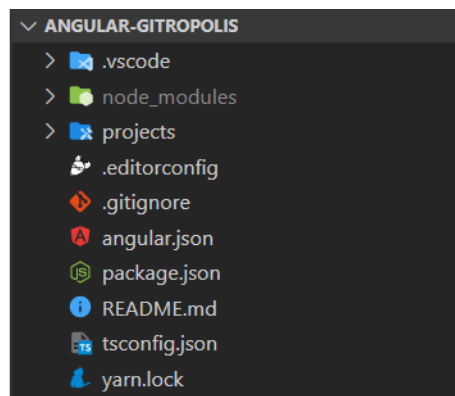 ANGULAR-GITROPOLIS
.vscode
node_modules
projects
.editorconfig
.gitignore
angular.json
package.json
README.md
tsconfig.json
yarn.lock